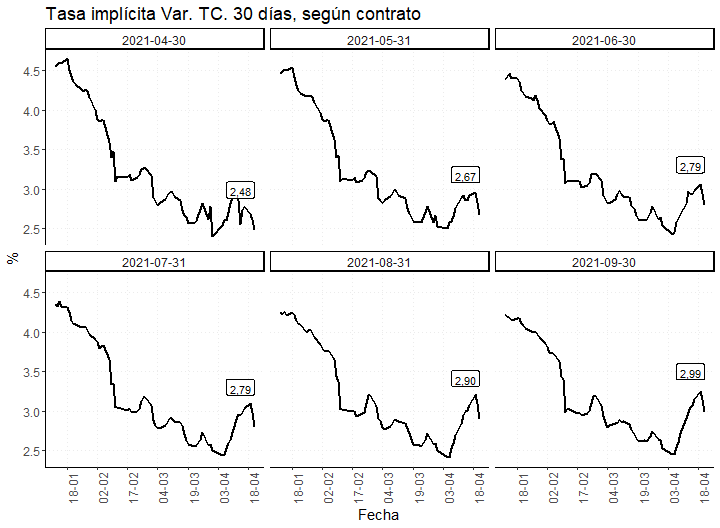 Tasa implícita Var. TC. 30 días, según contrato
2021-04-30 2021-05-31 2021-06-30
4.5
4.0
3.5
3.0
2.5
2,48 2,67 2,79
%
2021-07-31 2021-08-31 2021-09-30
4.5
4.0
3.5
3.0
2.5
2,79 2,90 2,99
18-01 02-02 17-02 04-03 19-03 03-04 18-04 18-01 02-02 17-02 04-03 19-03 03-04 18-04 18-01 02-02 17-02 04-03 19-03 03-04 18-04
Fecha